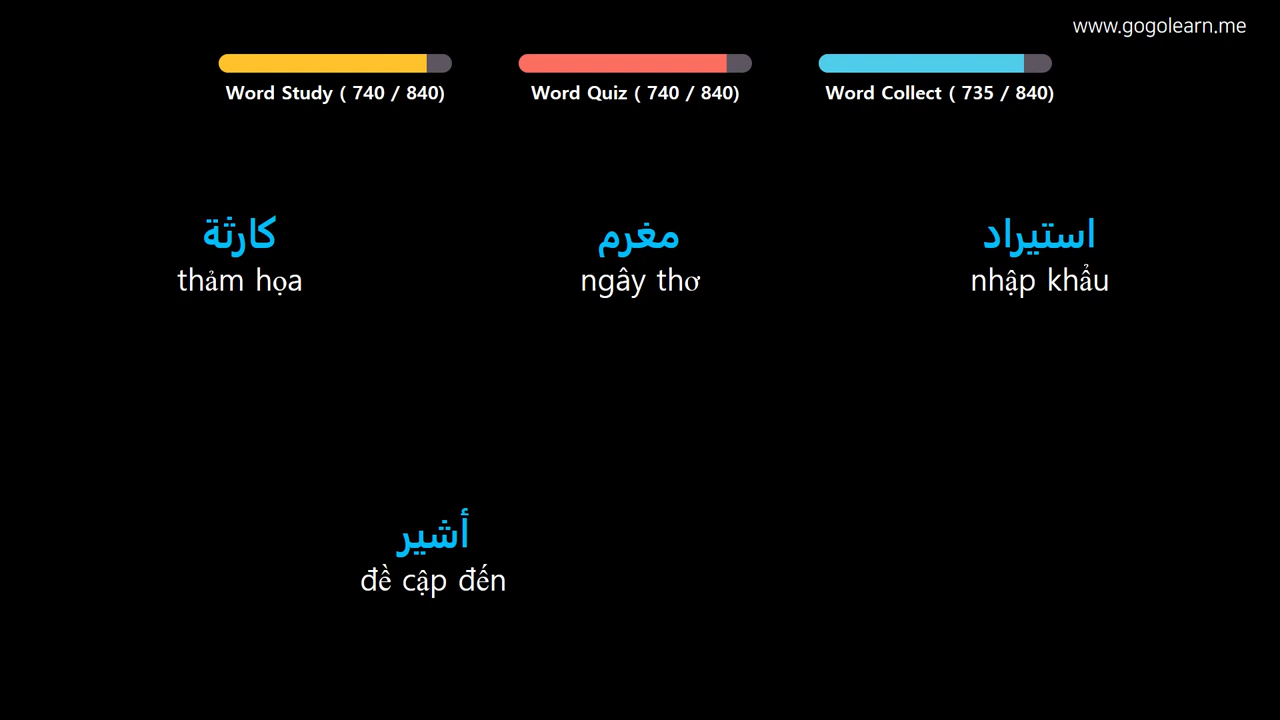 www.gogolearn.me
Word Study ( 740 / 840)
Word Quiz ( 740 / 840)
Word Collect ( 735 / 840)
كارثة
thảm họa
مغرم
ngây thơ
استيراد
nhập khẩu
أشير
đề cập đến